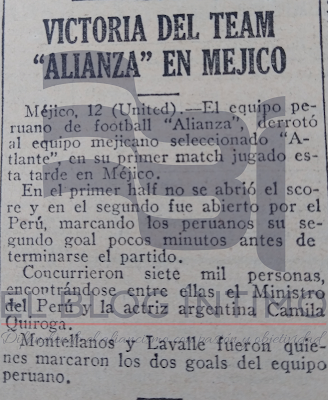 VICTORIA DEL TEAM
"ALIANZA" EN MEJICO
Méjico, 12 (United).—El equipo pe-
ruano de football "Alianza", derrotó
al equipo mejicano seleccionado "A-
tlante", en su primer match jugado es-
ta tarde en Méjico.
En el primer half no se abrió el sco-
re y en el segundo fue abierto por el
Perú, marcando los peruanos su se-
gundo goal pocos minutos antes de
terminarse el partido.
Concurrieron siete mil personas,
encontrándose entre ellas el Ministro
del Perú y la actriz argentina Camila
Quiroga.
Montellanos y Lavalle fueron quie-
nes marcaron los dos goals del equipo
peruano.
EL BLOG INTIMO